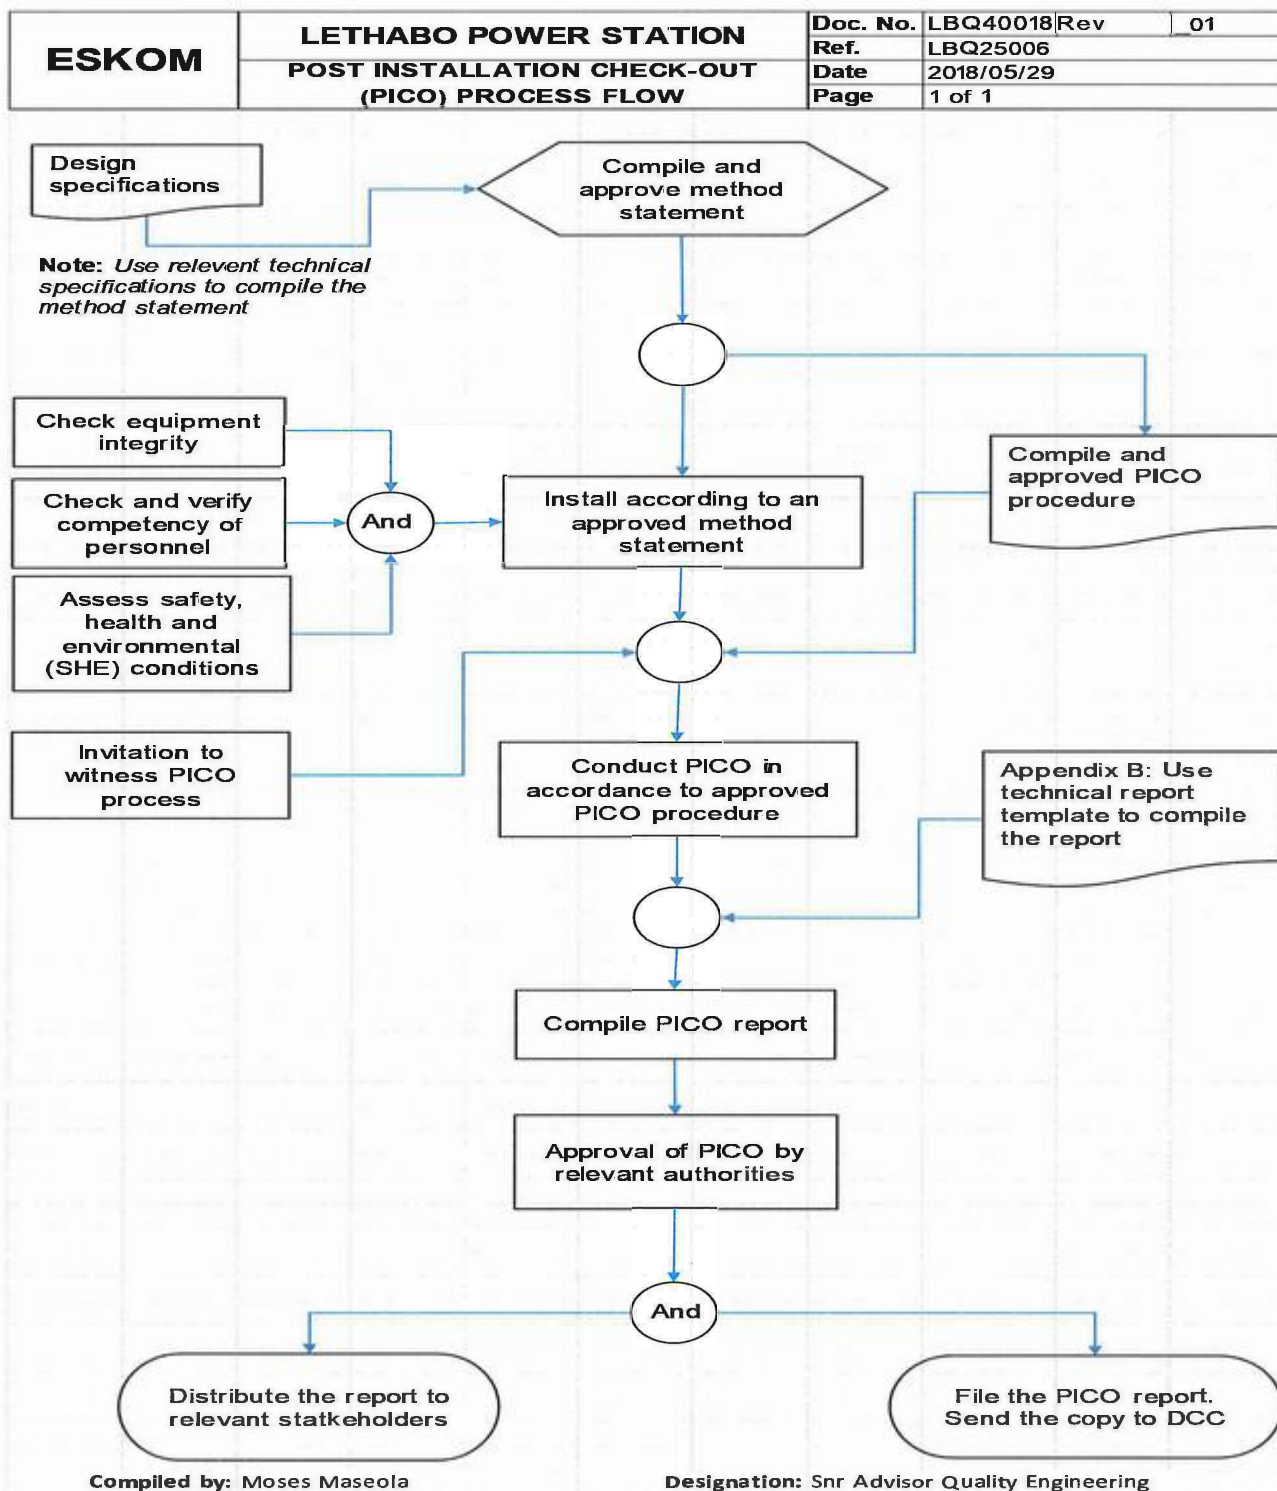 ESKOM
LETHABO POWER STATION
POST INSTALLATION CHECK-OUT
(PICO) PROCESS FLOW
Doc. No. LBQ40018 Rev _01
Ref. LBQ25006
Date 2018/05/29
Page 1 of 1
Design
specifications
Compile and
approve method
statement
Note: Use relevent technical
specifications to compile the
method statement
Check equipment
integrity
Check and verify
competency of
personnel
Assess safety,
health and
environmental
(SHE) conditions
And
Install according to an
approved method
statement
Compile and
approved PICO
procedure
Invitation to
witness PICO
process
Conduct PICO in
accordance to approved
PICO procedure
Appendix B: Use
technical report
template to compile
the report
Compile PICO report
Approval of PICO by
relevant authorities
And
Distribute the report to
relevant statkeholders
File the PICO report.
Send the copy to DCC
Compiled by: Moses Maseola
Designation: Snr Advisor Quality Engineering